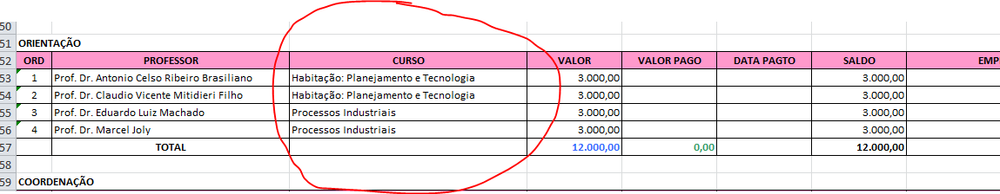 50
51 ORIENTAÇÃO
52 ORD PROFESSOR CURSO VALOR VALOR PAGO DATA PAGTO SALDO EMP
53 1 Prof. Dr. Antonio Celso Ribeiro Brasiliano Habitação: Planejamento e Tecnologia 3.000,00 3.000,00
54 2 Prof. Dr. Claudio Vicente Mitidieri Filho Habitação: Planejamento e Tecnologia 3.000,00 3.000,00
55 3 Prof. Dr. Eduardo Luiz Machado Processos Industriais 3.000,00 3.000,00
56 4 Prof. Dr. Marcel Joly Processos Industriais 3.000,00 3.000,00
57 TOTAL 12.000,00 0,00 12.000,00
58
59 COORDENAÇÃO